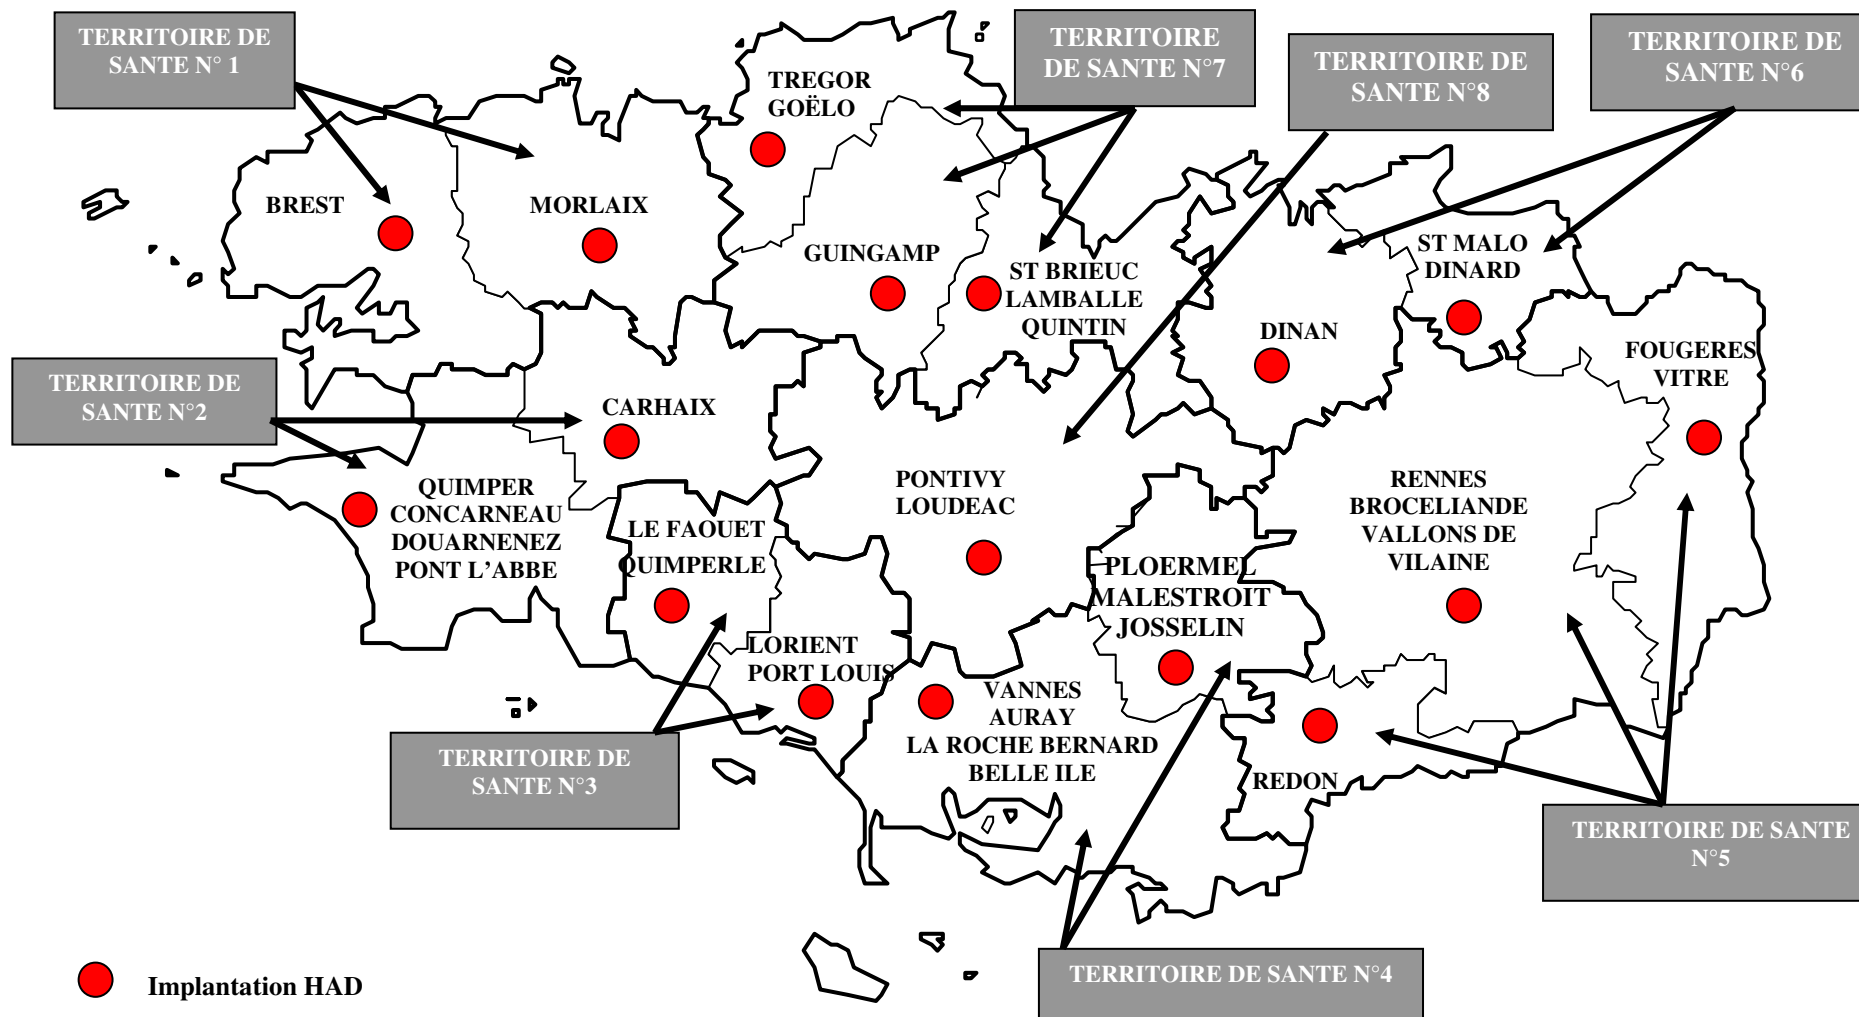 TERRITOIRE DE
SANTE N° 1
TERRITOIRE
DE SANTE N°7
TERRITOIRE DE
SANTE N°8
TERRITOIRE DE
SANTE N°6
TREGOR
GOËLO
BREST
MORLAIX
GUINGAMP
ST BRIEUC
LAMBALLE
QUINTIN
ST MALO
DINARD
DINAN
FOUGERES
VITRE
TERRITOIRE DE
SANTE N°2
CARHAIX
QUIMPER
CONCARNEAU
DOUARNENEZ
PONT L'ABBE
LE FAOUET
QUIMPERLE
PONTIVY
LOUDEAC
PLOERMEL
MALESTROIT
JOSSELIN
RENNES
BROCELIANDE
VALLONS DE
VILAINE
LORIENT
PORT LOUIS
VANNES
AURAY
LA ROCHE BERNARD
BELLE ILE
REDON
TERRITOIRE DE
SANTE N°3
TERRITOIRE DE SANTE
N°5
TERRITOIRE DE SANTE N°4
Implantation HAD